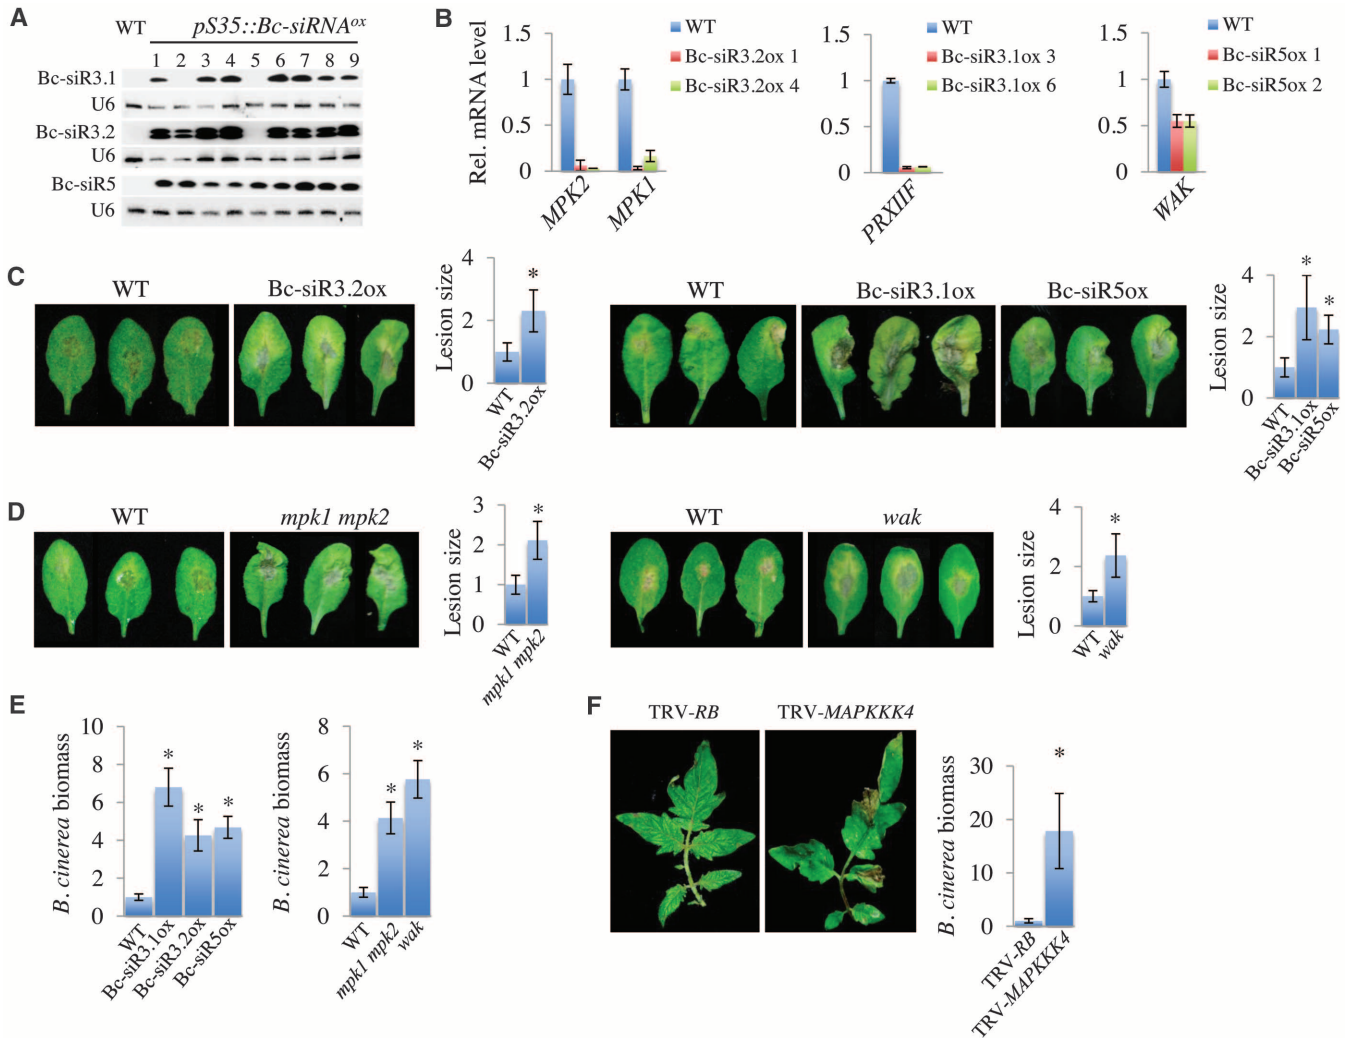 A
WT pS35::Bc-siRNAox
1 2 3 4 5 6 7 8 9
Bc-siR3.1
U6
Bc-siR3.2
U6
Bc-siR5
U6
B
Rel. mRNA level
1.5
1
0.5
0
MPK2
MPK1
WT
Bc-siR3.2ox 1
Bc-siR3.2ox 4
1.5
1
0.5
0
PRXIIF
WT
Bc-siR3.1ox 3
Bc-siR3.1ox 6
1.5
1
0.5
0
WAK
WT
Bc-siR5ox 1
Bc-siR5ox 2
C
WT Bc-siR3.2ox
Lesion size
4
2
0
*
WT
Bc-siR3.2ox
WT Bc-siR3.1ox Bc-siR5ox
Lesion size
4
2
0
* *
WT
Bc-siR3.1ox
Bc-siR5ox
D
WT mpk1 mpk2
Lesion size
3
2
1
0
*
WT
mpk1 mpk2
WT wak
Lesion size
4
2
0
*
WT
wak
E
B. cinerea biomass
10
8
6
4
2
0
* * *
WT
Bc-siR3.1ox
Bc-siR3.2ox
Bc-siR5ox
B. cinerea biomass
8
6
4
2
0
* *
WT
mpk1 mpk2
wak
F
TRV-RB TRV-MAPKKK4
B. cinerea biomass
30
20
10
0
*
TRV-RB
TRV-MAPKKK4